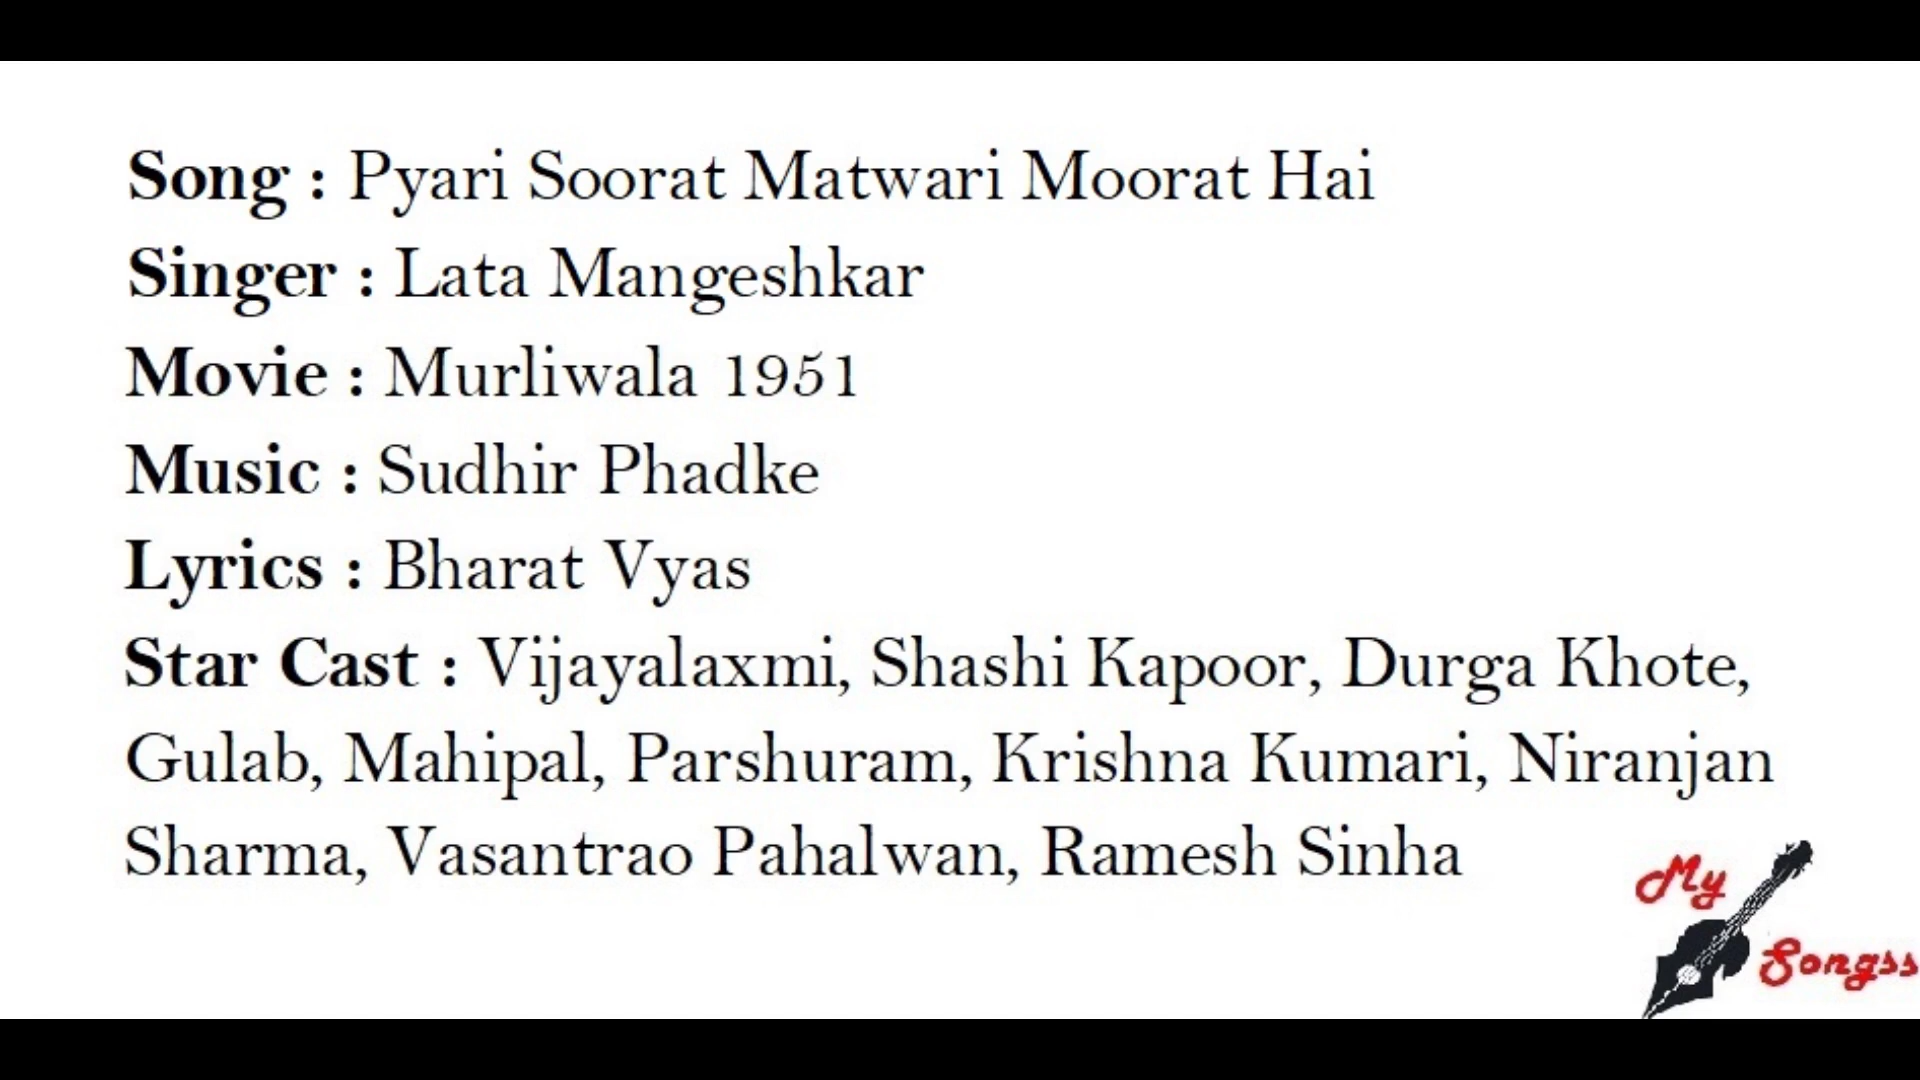 Song : Pyari Soorat Matwari Moorat Hai
Singer : Lata Mangeshkar
Movie : Murliwala 1951
Music : Sudhir Phadke
Lyrics : Bharat Vyas
Star Cast : Vijayalaxmi, Shashi Kapoor, Durga Khote,
Gulab, Mahipal, Parshuram, Krishna Kumari, Niranjan
Sharma, Vasantrao Pahalwan, Ramesh Sinha
My
Songss